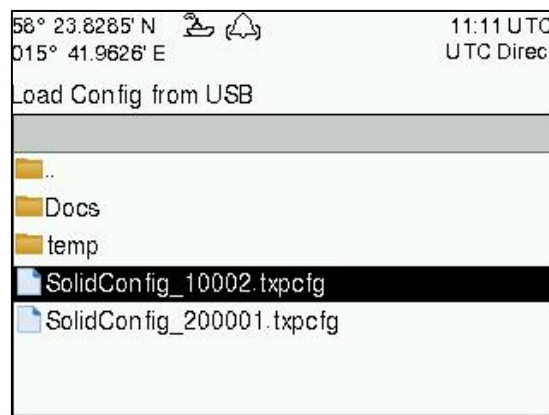 58° 23.8285' N 11:11 UTC
015° 41.9626' E UTC Direc
Load Config from USB
..
Docs
temp
SolidConfig_10002.txpcfg
SolidConfig_200001.txpcfg